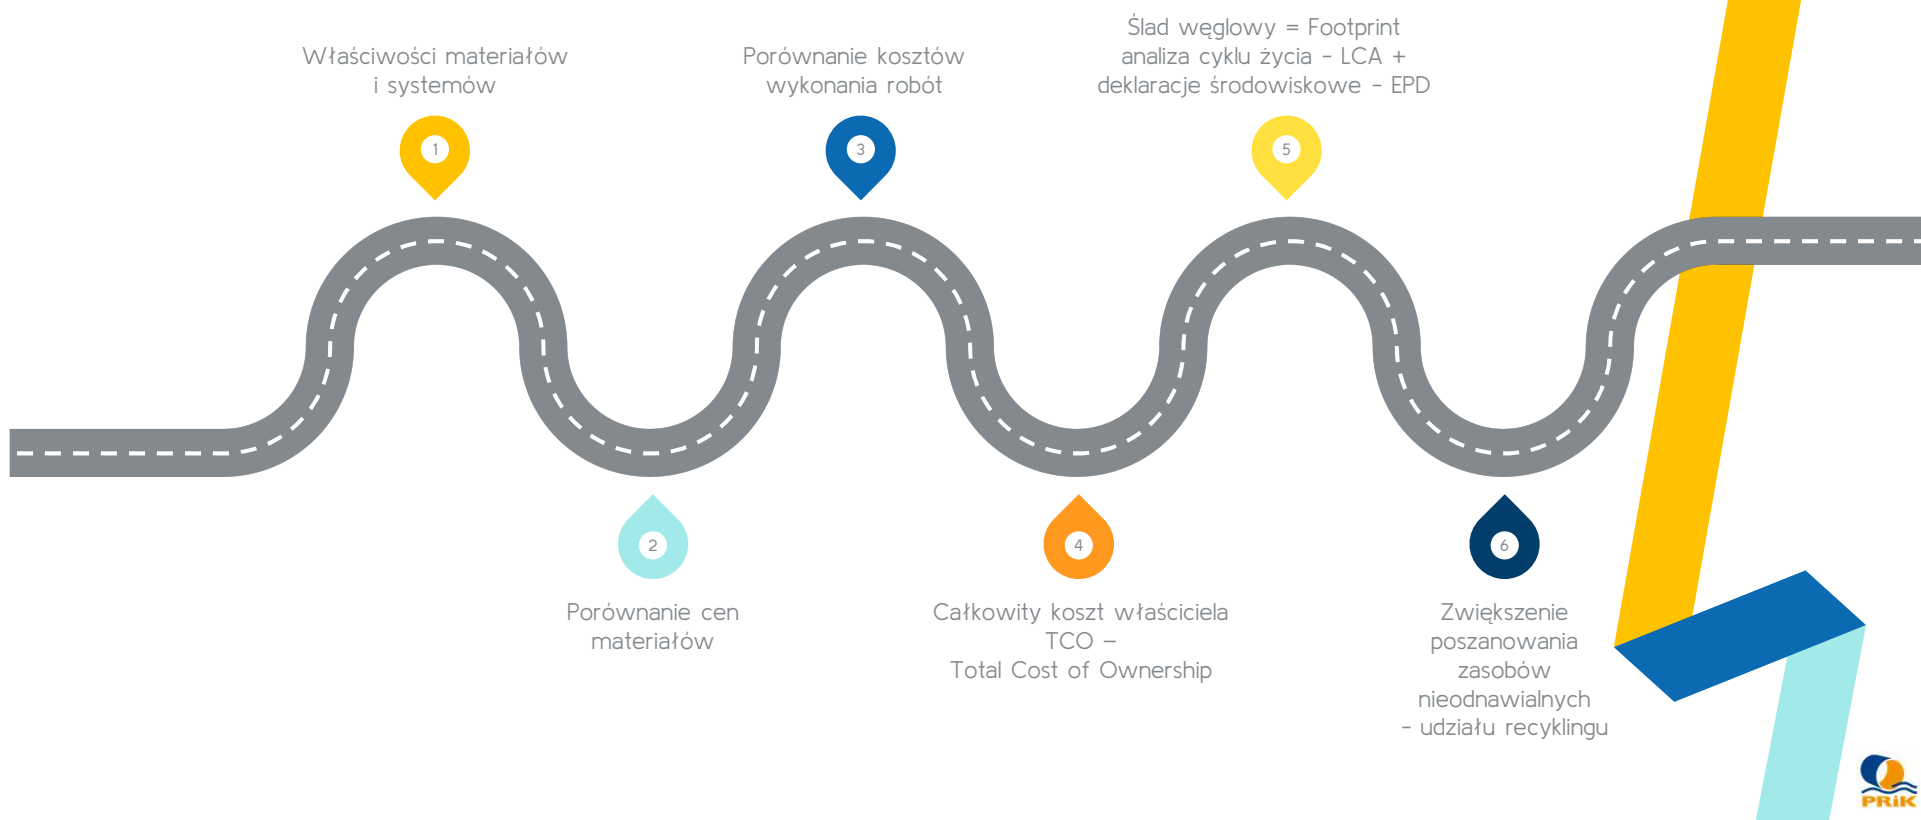 Właściwości materiałów
i systemów
1
Porównanie cen
materiałów
2
Porównanie kosztów
wykonania robót
3
Całkowity koszt właściciela
TCO –
Total Cost of Ownership
4
Ślad węglowy = Footprint
analiza cyklu życia - LCA +
deklaracje środowiskowe - EPD
5
Zwiększenie
poszanowania
zasobów
nieodnawialnych
- udziału recyklingu
6
PRiK